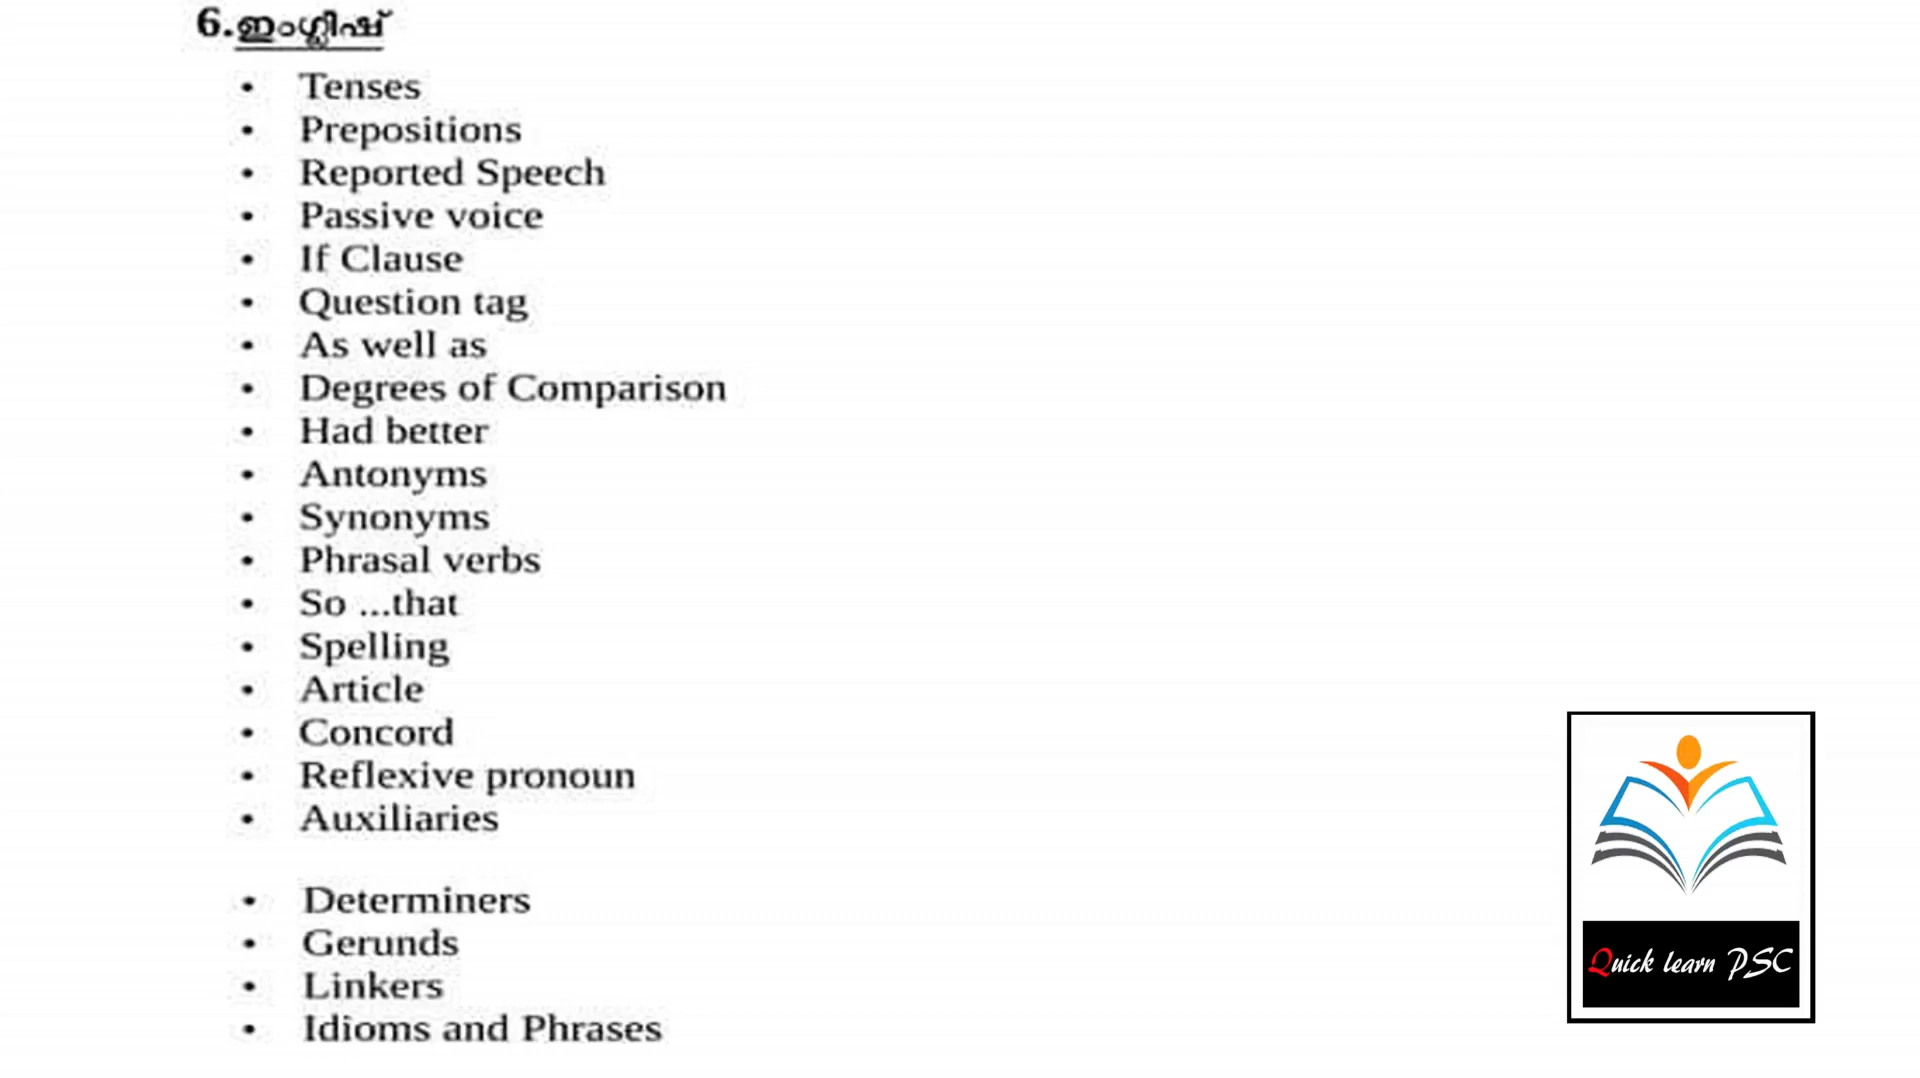 6.ഇംഗ്ലീഷ്
• Tenses
• Prepositions
• Reported Speech
• Passive voice
• If Clause
• Question tag
• As well as
• Degrees of Comparison
• Had better
• Antonyms
• Synonyms
• Phrasal verbs
• So ...that
• Spelling
• Article
• Concord
• Reflexive pronoun
• Auxiliaries
• Determiners
• Gerunds
• Linkers
• Idioms and Phrases
Quick learn PSC